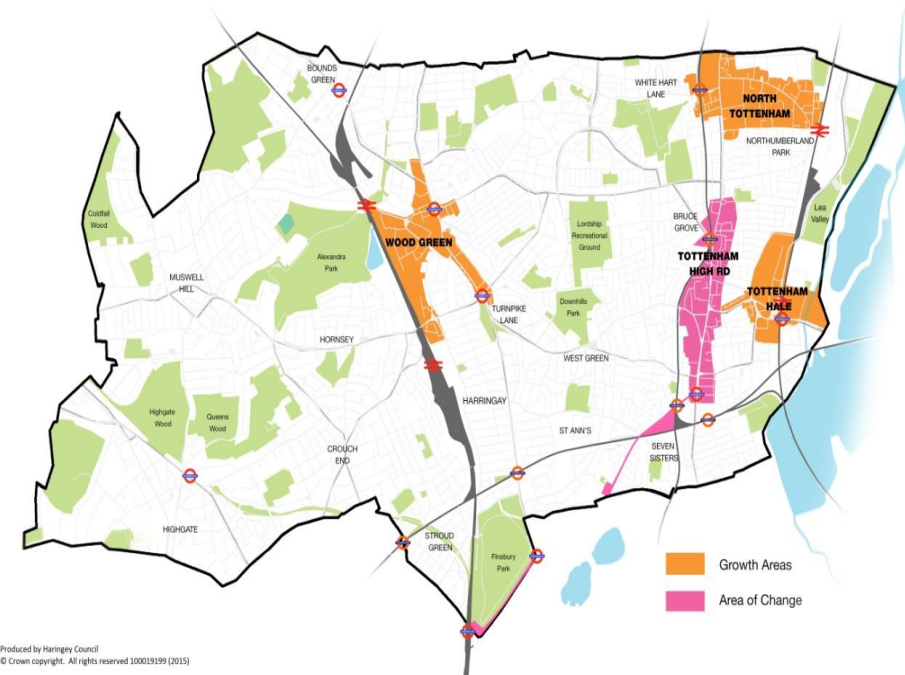 BOUNDS
GREEN
WHITE HART
LANE
NORTH
TOTTENHAM
NORTHUMBERLAND
PARK
Coldfall
Wood
WOOD GREEN
Alexandra
Park
Lordship
Recreational
Ground
BRUCE
GROVE
Lea
Valley
TOTTENHAM
HIGH RD
MUSWELL
HILL
TOTTENHAM
HALE
TURNPIKE
LANE
Downhills
Park
HORNSEY
WEST GREEN
Highgate
Wood
Queens
Wood
HARRINGAY
ST ANN'S
CROUCH
END
SEVEN
SISTERS
HIGHGATE
STROUD
GREEN
Finsbury
Park
Growth Areas
Area of Change
Produced by Haringey Council
© Crown copyright. All rights reserved 100019199 (2015)